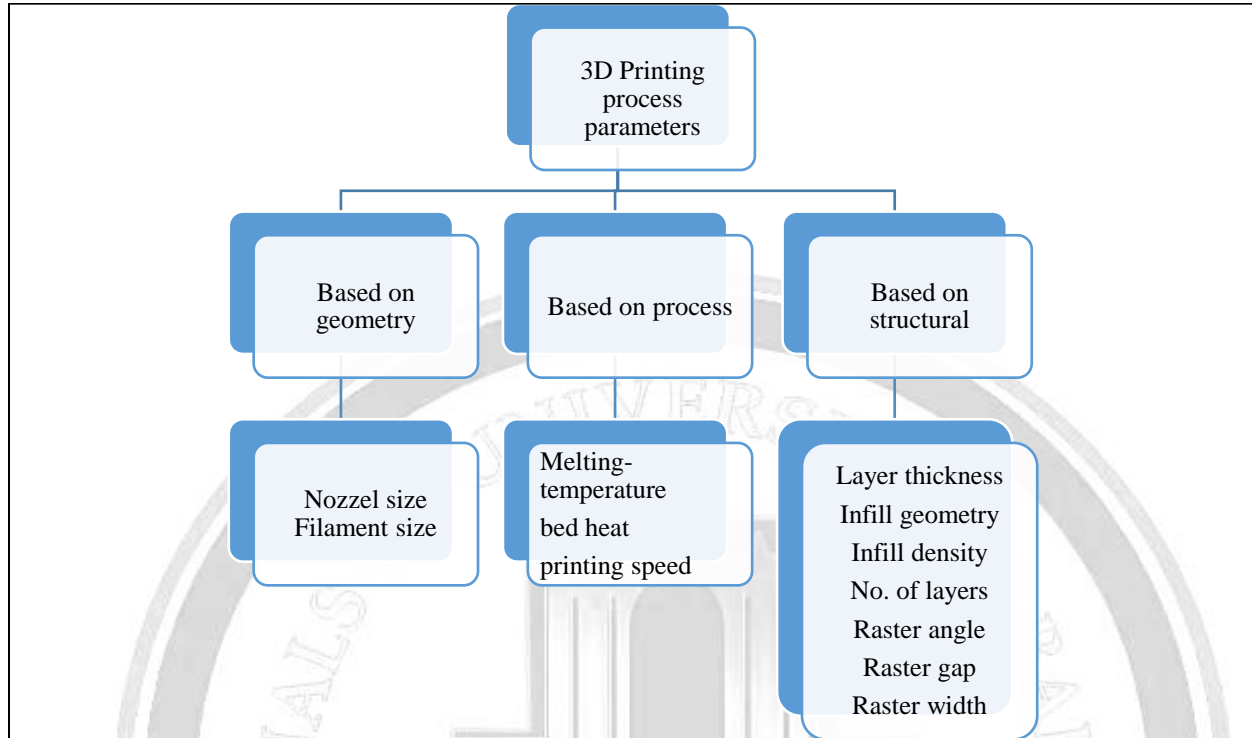 3D Printing
process
parameters
Based on
geometry
Based on process
Based on
structural
Nozzel size
Filament size
Melting-
temperature
bed heat
printing speed
Layer thickness
Infill geometry
Infill density
No. of layers
Raster angle
Raster gap
Raster width